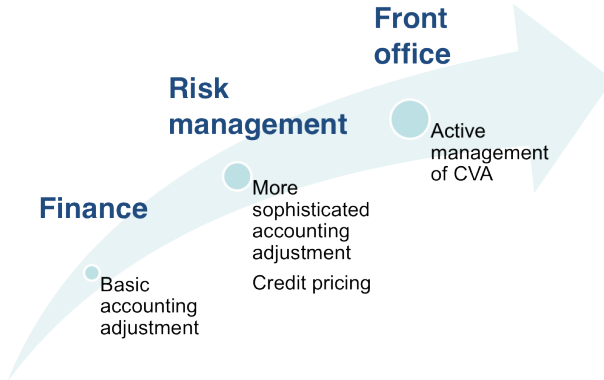 Front
office
Risk
management
Active
management
of CVA
More
sophisticated
accounting
adjustment
Credit pricing
Finance
Basic
accounting
adjustment